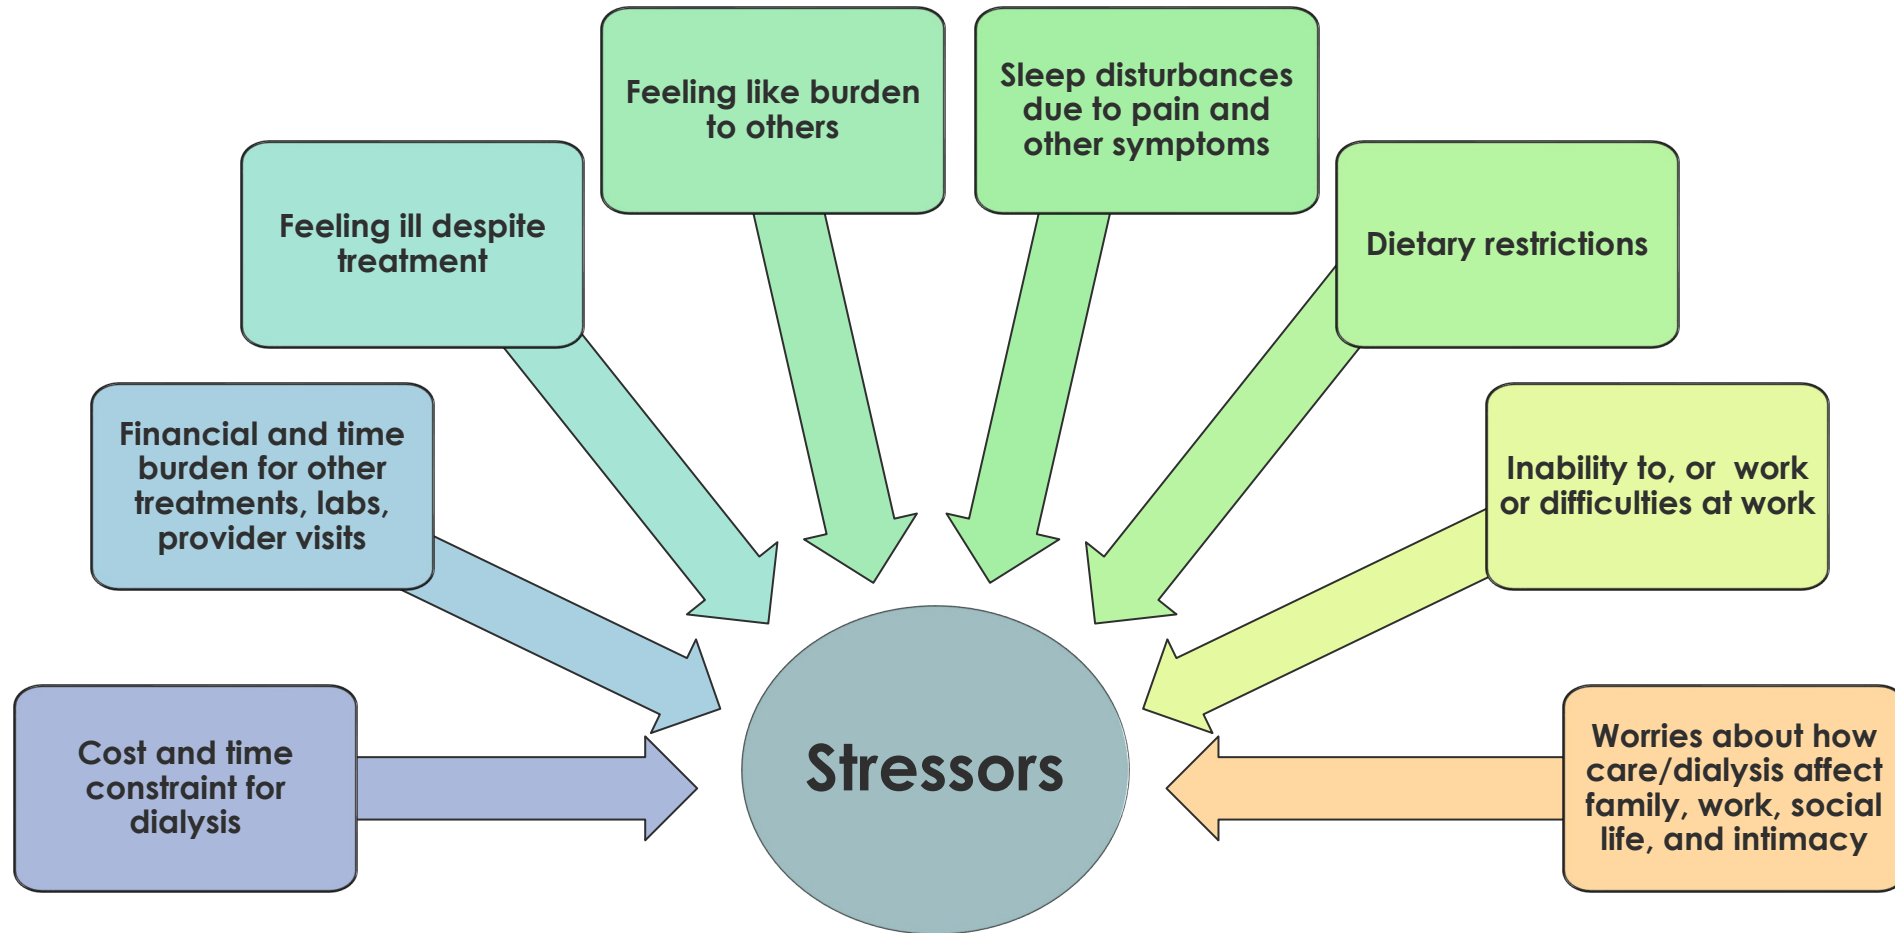 Feeling like burden
to others
Sleep disturbances
due to pain and
other symptoms
Feeling ill despite
treatment
Dietary restrictions
Financial and time
burden for other
treatments, labs,
provider visits
Inability to, or  work
or difficulties at work
Cost and time
constraint for
dialysis
Stressors
Worries about how
care/dialysis affect
family, work, social
life, and intimacy